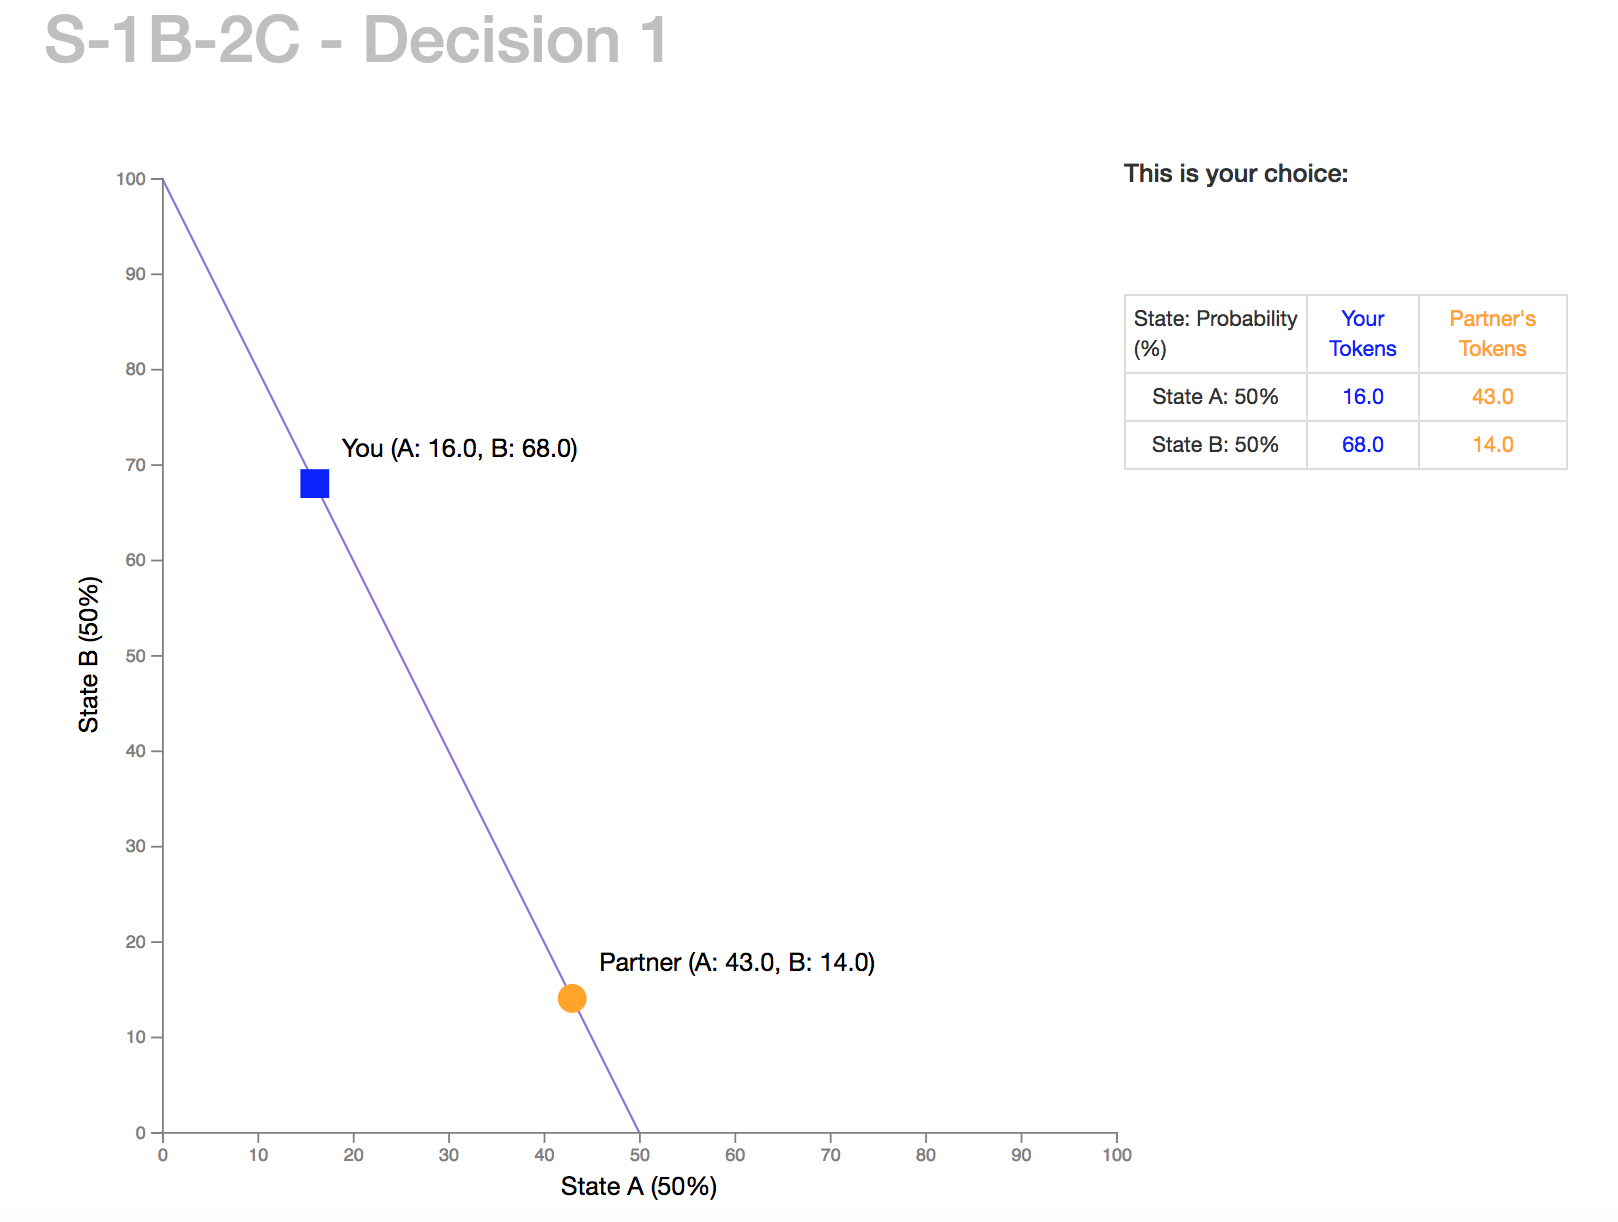 S-1B-2C - Decision 1
This is your choice:
State: Probability (%)
Your Tokens
Partner's Tokens
State A: 50%
16.0
43.0
State B: 50%
68.0
14.0
100
90
80
70
60
50
40
30
20
10
0
State B (50%)
You (A: 16.0, B: 68.0)
Partner (A: 43.0, B: 14.0)
0
10
20
30
40
50
60
70
80
90
100
State A (50%)